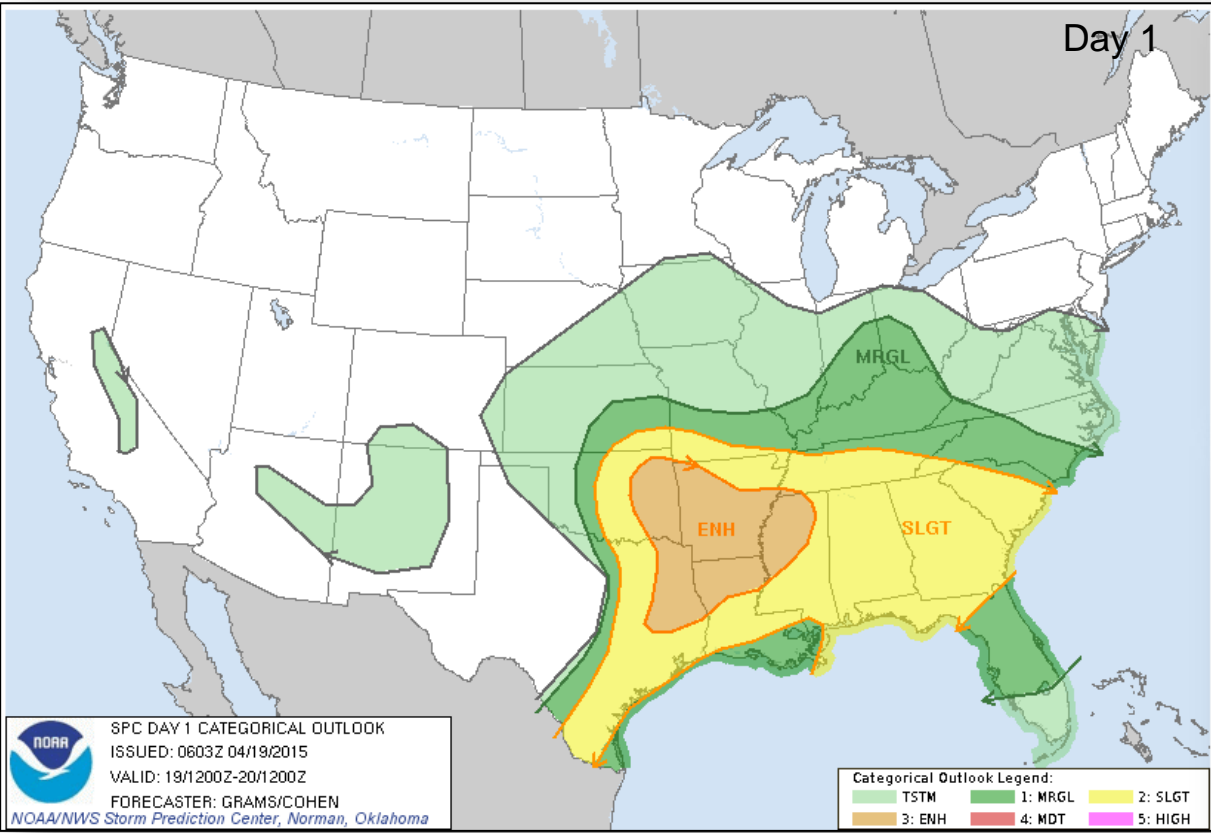 Day 1
MRGL
ENH
SLGT
NOAA
SPC DAY 1 CATEGORICAL OUTLOOK
ISSUED: 0603Z 04/19/2015
VALID: 19/1200Z-20/1200Z
FORECASTER: GRAMS/COHEN
NOAA/NWS Storm Prediction Center, Norman, Oklahoma
Categorical Outlook Legend:
TSTM 1: MRGL 2: SLGT
3: ENH 4: MDT 5: HIGH